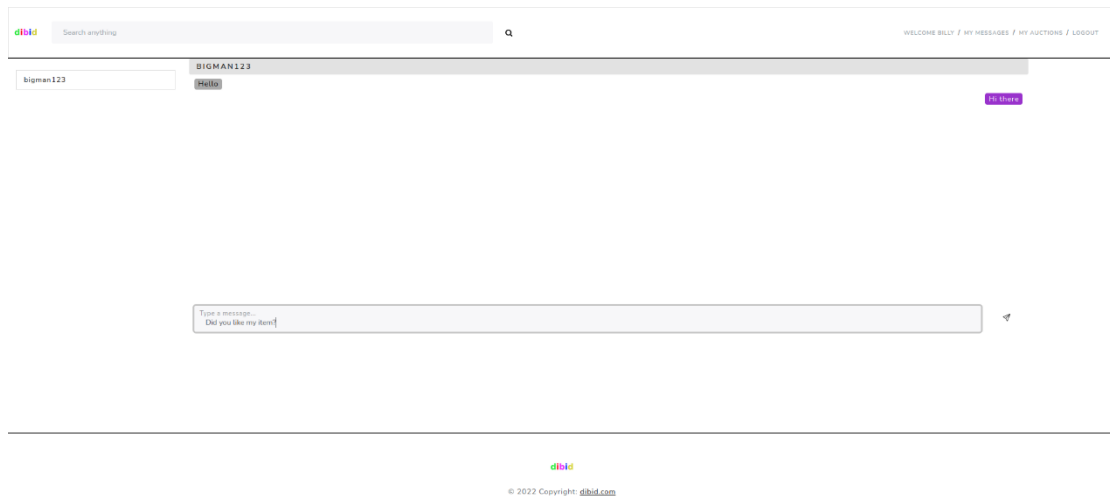 dibid
Search anything
WELCOME BILLY / MY MESSAGES / MY AUCTIONS / LOGOUT
bigman123
BIGMAN123
Hello
Hi there
Type a message...
Did you like my item?
dibid
© 2022 Copyright: dibid.com